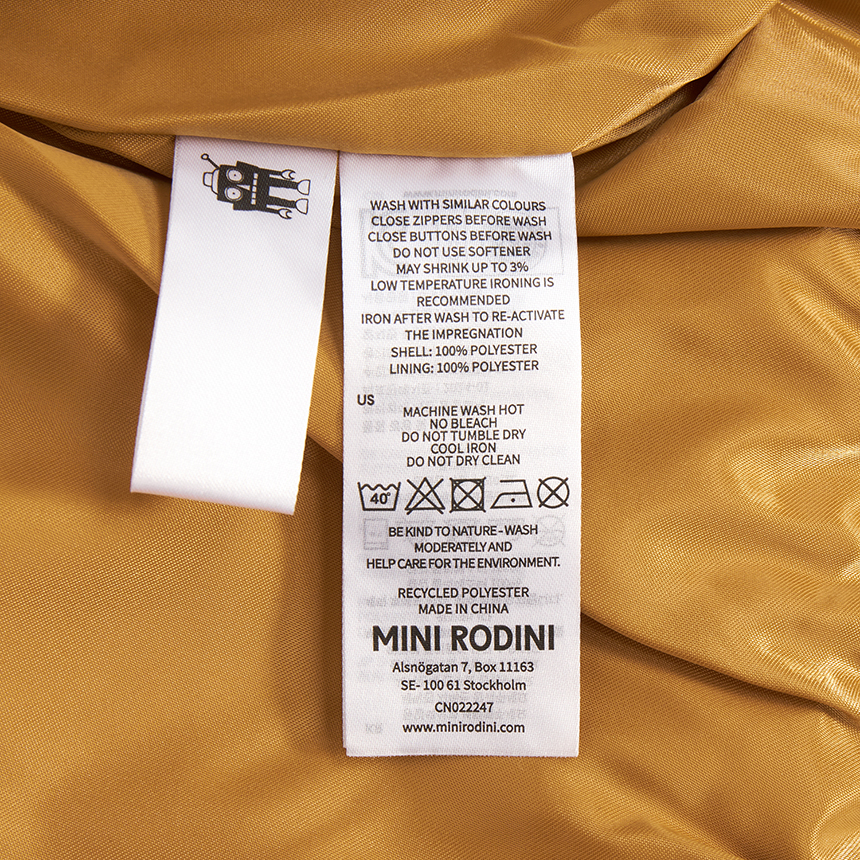 WASH WITH SIMILAR COLOURS
CLOSE ZIPPERS BEFORE WASH
CLOSE BUTTONS BEFORE WASH
DO NOT USE SOFTENER
MAY SHRINK UP TO 3%
LOW TEMPERATURE IRONING IS
RECOMMENDED
IRON AFTER WASH TO RE-ACTIVATE
THE IMPREGNATION
SHELL: 100% POLYESTER
LINING: 100% POLYESTER
US
MACHINE WASH HOT
NO BLEACH
DO NOT TUMBLE DRY
COOL IRON
DO NOT DRY CLEAN
40°
BE KIND TO NATURE - WASH
MODERATELY AND
HELP CARE FOR THE ENVIRONMENT.
RECYCLED POLYESTER
MADE IN CHINA
MINI RODINI
Alsnögatan 7, Box 11163
SE- 100 61 Stockholm
CN022247
www.minirodini.com